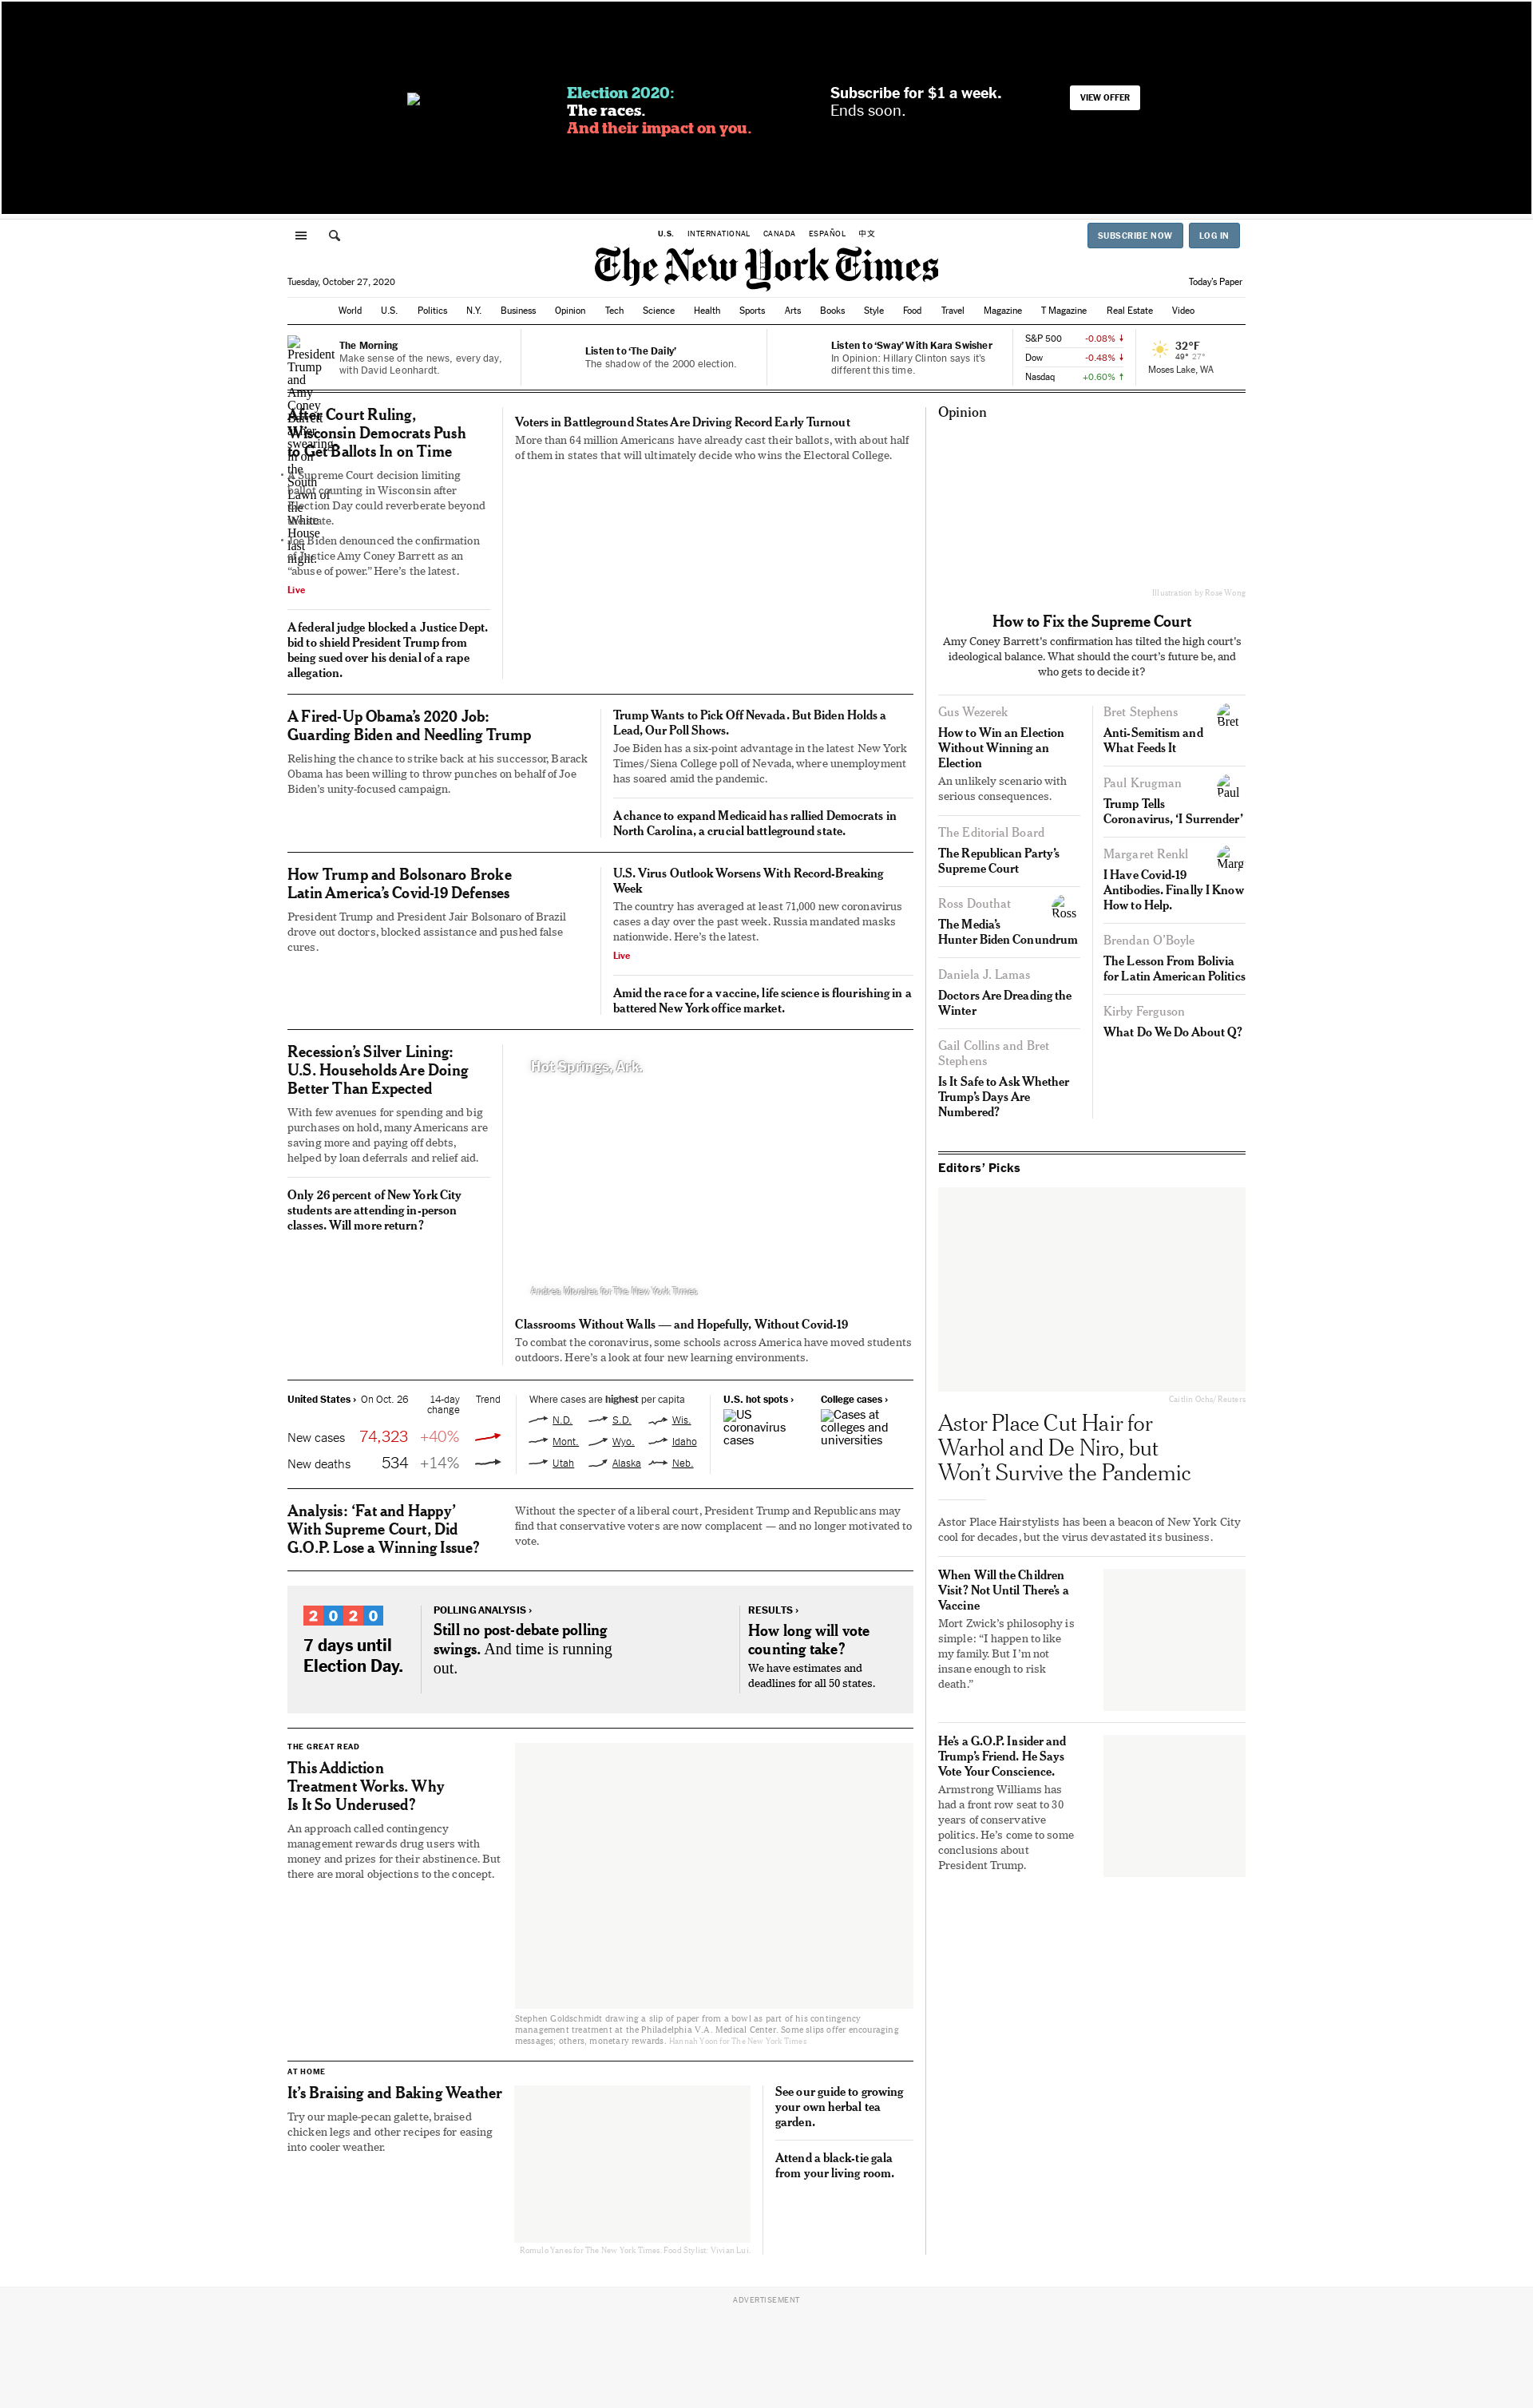 Election 2020:
The races.
And their impact on you.
Subscribe for $1 a week.
Ends soon.
VIEW OFFER
U.S. INTERNATIONAL CANADA ESPAÑOL 中文
SUBSCRIBE NOW LOG IN
The New York Times
Tuesday, October 27, 2020
Today's Paper
World U.S. Politics N.Y. Business Opinion Tech Science Health Sports Arts Books Style Food Travel Magazine T Magazine Real Estate Video
The Morning
Make sense of the news, every day,
with David Leonhardt.
Listen to ‘The Daily’
The shadow of the 2000 election.
Listen to ‘Sway’ With Kara Swisher
In Opinion: Hillary Clinton says it’s
different this time.
S&P 500 -0.08%
Dow -0.48%
Nasdaq +0.60%
32°F
49° 27°
Moses Lake, WA
President
Trump
and
Amy
Coney
Barrett
after
swearing
in on
the
South
Lawn of
the
White
House
last
night.
After Court Ruling,
Wisconsin Democrats Push
to Get Ballots In on Time
• A Supreme Court decision limiting
ballot counting in Wisconsin after
Election Day could reverberate beyond
the state.
• Joe Biden denounced the confirmation
of Justice Amy Coney Barrett as an
“abuse of power.” Here’s the latest.
Live
A federal judge blocked a Justice Dept.
bid to shield President Trump from
being sued over his denial of a rape
allegation.
Voters in Battleground States Are Driving Record Early Turnout
More than 64 million Americans have already cast their ballots, with about half
of them in states that will ultimately decide who wins the Electoral College.
A Fired-Up Obama’s 2020 Job:
Guarding Biden and Needling Trump
Relishing the chance to strike back at his successor, Barack
Obama has been willing to throw punches on behalf of Joe
Biden’s unity-focused campaign.
Trump Wants to Pick Off Nevada. But Biden Holds a
Lead, Our Poll Shows.
Joe Biden has a six-point advantage in the latest New York
Times/Siena College poll of Nevada, where unemployment
has soared amid the pandemic.
A chance to expand Medicaid has rallied Democrats in
North Carolina, a crucial battleground state.
How Trump and Bolsonaro Broke
Latin America’s Covid-19 Defenses
President Trump and President Jair Bolsonaro of Brazil
drove out doctors, blocked assistance and pushed false
cures.
U.S. Virus Outlook Worsens With Record-Breaking
Week
The country has averaged at least 71,000 new coronavirus
cases a day over the past week. Russia mandated masks
nationwide. Here’s the latest.
Live
Amid the race for a vaccine, life science is flourishing in a
battered New York office market.
Recession’s Silver Lining:
U.S. Households Are Doing
Better Than Expected
With few avenues for spending and big
purchases on hold, many Americans are
saving more and paying off debts,
helped by loan deferrals and relief aid.
Only 26 percent of New York City
students are attending in-person
classes. Will more return?
Hot Springs, Ark.
Andrea Morales for The New York Times
Classrooms Without Walls — and Hopefully, Without Covid-19
To combat the coronavirus, some schools across America have moved students
outdoors. Here’s a look at four new learning environments.
United States › On Oct. 26 14-day Trend
change
New cases 74,323 +40%
New deaths 534 +14%
Where cases are highest per capita
N.D. S.D. Wis.
Mont. Wyo. Idaho
Utah Alaska Neb.
U.S. hot spots ›
US
coronavirus
cases
College cases ›
Cases at
colleges and
universities
Analysis: ‘Fat and Happy’
With Supreme Court, Did
G.O.P. Lose a Winning Issue?
Without the specter of a liberal court, President Trump and Republicans may
find that conservative voters are now complacent — and no longer motivated to
vote.
2020
7 days until
Election Day.
POLLING ANALYSIS ›
Still no post-debate polling
swings. And time is running
out.
RESULTS ›
How long will vote
counting take?
We have estimates and
deadlines for all 50 states.
THE GREAT READ
This Addiction
Treatment Works. Why
Is It So Underused?
An approach called contingency
management rewards drug users with
money and prizes for their abstinence. But
there are moral objections to the concept.
Stephen Goldschmidt drawing a slip of paper from a bowl as part of his contingency
management treatment at the Philadelphia V.A. Medical Center. Some slips offer encouraging
messages; others, monetary rewards. Hannah Yoon for The New York Times
AT HOME
It’s Braising and Baking Weather
Try our maple-pecan galette, braised
chicken legs and other recipes for easing
into cooler weather.
Romulo Yanes for The New York Times. Food Stylist: Vivian Lui.
See our guide to growing
your own herbal tea
garden.
Attend a black-tie gala
from your living room.
Opinion
Illustration by Rose Wong
How to Fix the Supreme Court
Amy Coney Barrett’s confirmation has tilted the high court’s
ideological balance. What should the court’s future be, and
who gets to decide it?
Gus Wezerek
How to Win an Election
Without Winning an
Election
An unlikely scenario with
serious consequences.
The Editorial Board
The Republican Party’s
Supreme Court
Ross Douthat
Ross
The Media’s
Hunter Biden Conundrum
Daniela J. Lamas
Doctors Are Dreading the
Winter
Gail Collins and Bret
Stephens
Is It Safe to Ask Whether
Trump’s Days Are
Numbered?
Bret Stephens
Bret
Anti-Semitism and
What Feeds It
Paul Krugman
Paul
Trump Tells
Coronavirus, ‘I Surrender’
Margaret Renkl
Marg
I Have Covid-19
Antibodies. Finally I Know
How to Help.
Brendan O’Boyle
The Lesson From Bolivia
for Latin American Politics
Kirby Ferguson
What Do We Do About Q?
Editors’ Picks
Caitlin Ochs/Reuters
Astor Place Cut Hair for
Warhol and De Niro, but
Won’t Survive the Pandemic
Astor Place Hairstylists has been a beacon of New York City
cool for decades, but the virus devastated its business.
When Will the Children
Visit? Not Until There’s a
Vaccine
Mort Zwick’s philosophy is
simple: “I happen to like
my family. But I’m not
insane enough to risk
death.”
He’s a G.O.P. Insider and
Trump’s Friend. He Says
Vote Your Conscience.
Armstrong Williams has
had a front row seat to 30
years of conservative
politics. He’s come to some
conclusions about
President Trump.
ADVERTISEMENT